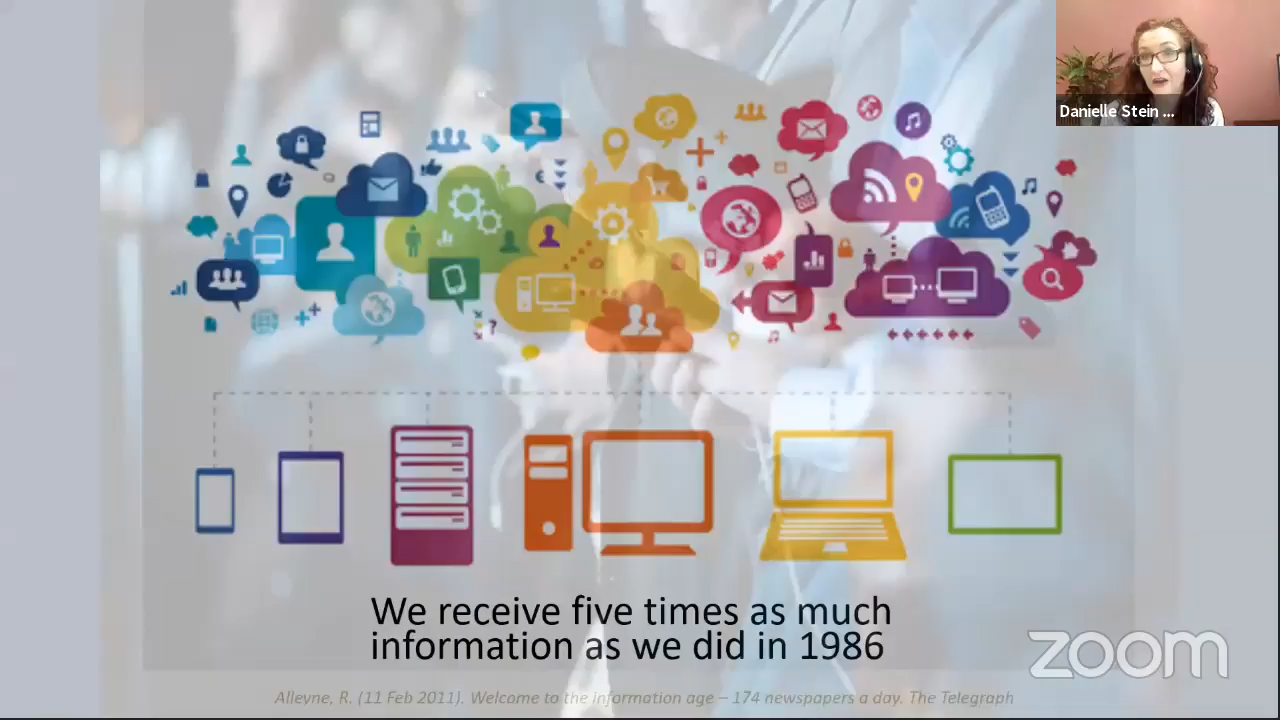 Danielle Stein ...
We receive five times as much
information as we did in 1986
zoom
Alleyne, R. (11 Feb 2011). Welcome to the information age – 174 newspapers a day. The Telegraph